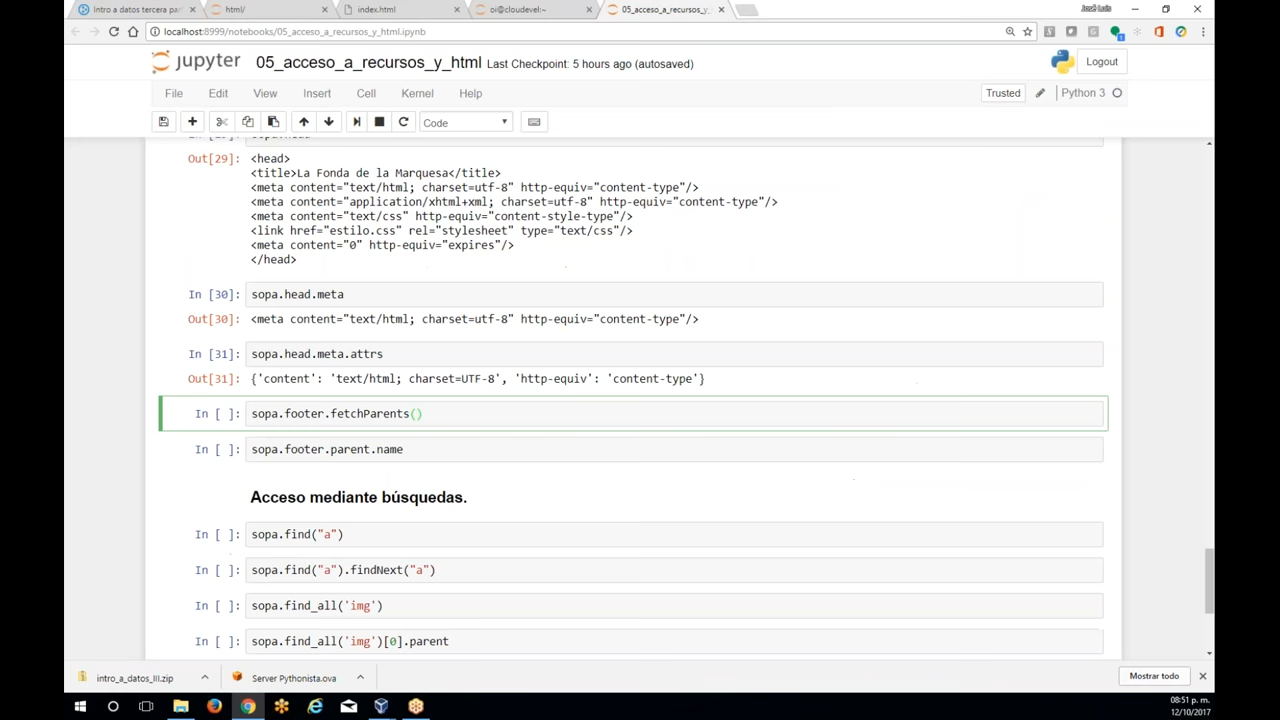 Intro a datos tercera par
html/
index.html
oi@cloudevel:~
05_acceso_a_recursos_y_
José Luis
localhost:8999/notebooks/05_acceso_a_recursos_y_html.ipynb
jupyter 05_acceso_a_recursos_y_html Last Checkpoint: 5 hours ago (autosaved)
Logout
File Edit View Insert Cell Kernel Help
Trusted Python 3
Code
Out[29]: <head>
<title>La Fonda de la Marquesa</title>
<meta content="text/html; charset=utf-8" http-equiv="content-type"/>
<meta content="application/xhtml+xml; charset=utf-8" http-equiv="content-type"/>
<meta content="text/css" http-equiv="content-style-type"/>
<link href="estilo.css" rel="stylesheet" type="text/css"/>
<meta content="0" http-equiv="expires"/>
</head>
In [30]: sopa.head.meta
Out[30]: <meta content="text/html; charset=utf-8" http-equiv="content-type"/>
In [31]: sopa.head.meta.attrs
Out[31]: {'content': 'text/html; charset=UTF-8', 'http-equiv': 'content-type'}
In [ ]: sopa.footer.fetchParents()
In [ ]: sopa.footer.parent.name
Acceso mediante búsquedas.
In [ ]: sopa.find("a")
In [ ]: sopa.find("a").findNext("a")
In [ ]: sopa.find_all('img')
In [ ]: sopa.find_all('img')[0].parent
intro_a_datos_III.zip
Server Pythonista.ova
Mostrar todo
08:51 p. m.
12/10/2017